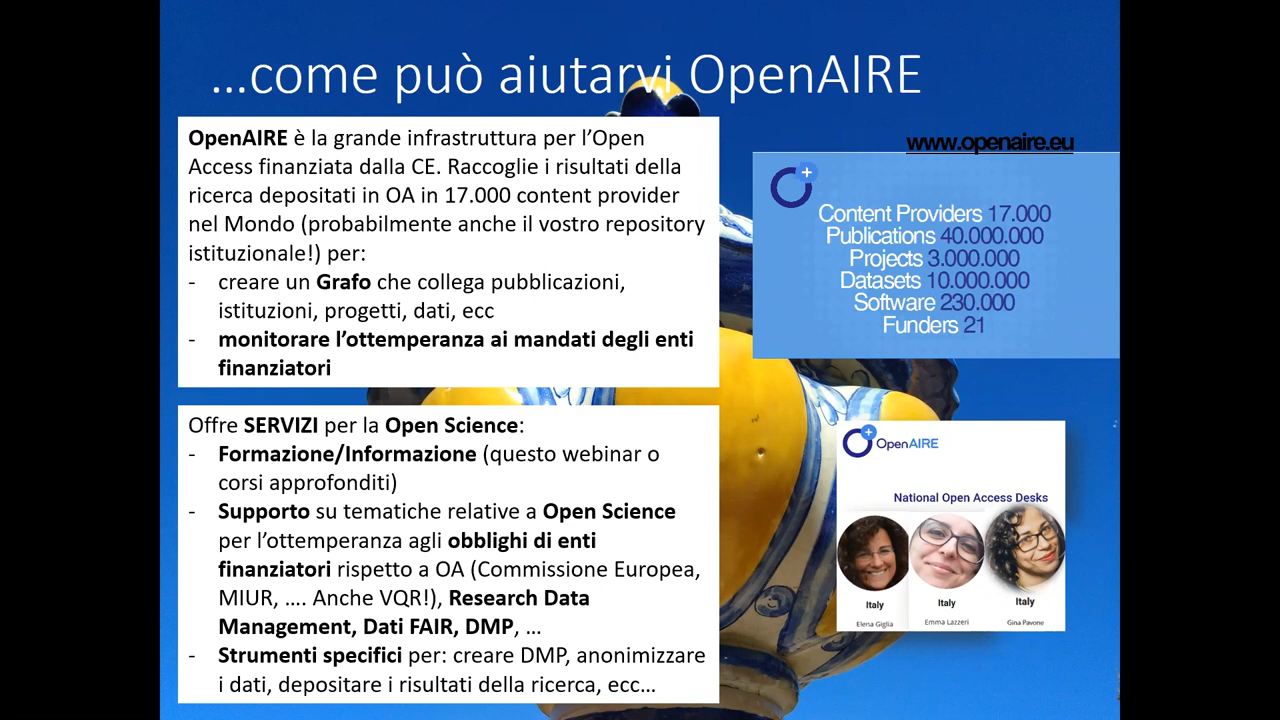 …come può aiutarvi OpenAIRE
OpenAIRE è la grande infrastruttura per l’Open
Access finanziata dalla CE. Raccoglie i risultati della
ricerca depositati in OA in 17.000 content provider
nel Mondo (probabilmente anche il vostro repository
istituzionale!) per:
- creare un Grafo che collega pubblicazioni,
istituzioni, progetti, dati, ecc
- monitorare l’ottemperanza ai mandati degli enti
finanziatori
Offre SERVIZI per la Open Science:
- Formazione/Informazione (questo webinar o
corsi approfonditi)
- Supporto su tematiche relative a Open Science
per l’ottemperanza agli obblighi di enti
finanziatori rispetto a OA (Commissione Europea,
MIUR, …. Anche VQR!), Research Data
Management, Dati FAIR, DMP, …
- Strumenti specifici per: creare DMP, anonimizzare
i dati, depositare i risultati della ricerca, ecc…
www.openaire.eu
Content Providers 17.000
Publications 40.000.000
Projects 3.000.000
Datasets 10.000.000
Software 230.000
Funders 21
OpenAIRE
National Open Access Desks
Italy
Elena Giglia
Italy
Emma Lazzeri
Italy
Gina Pavone